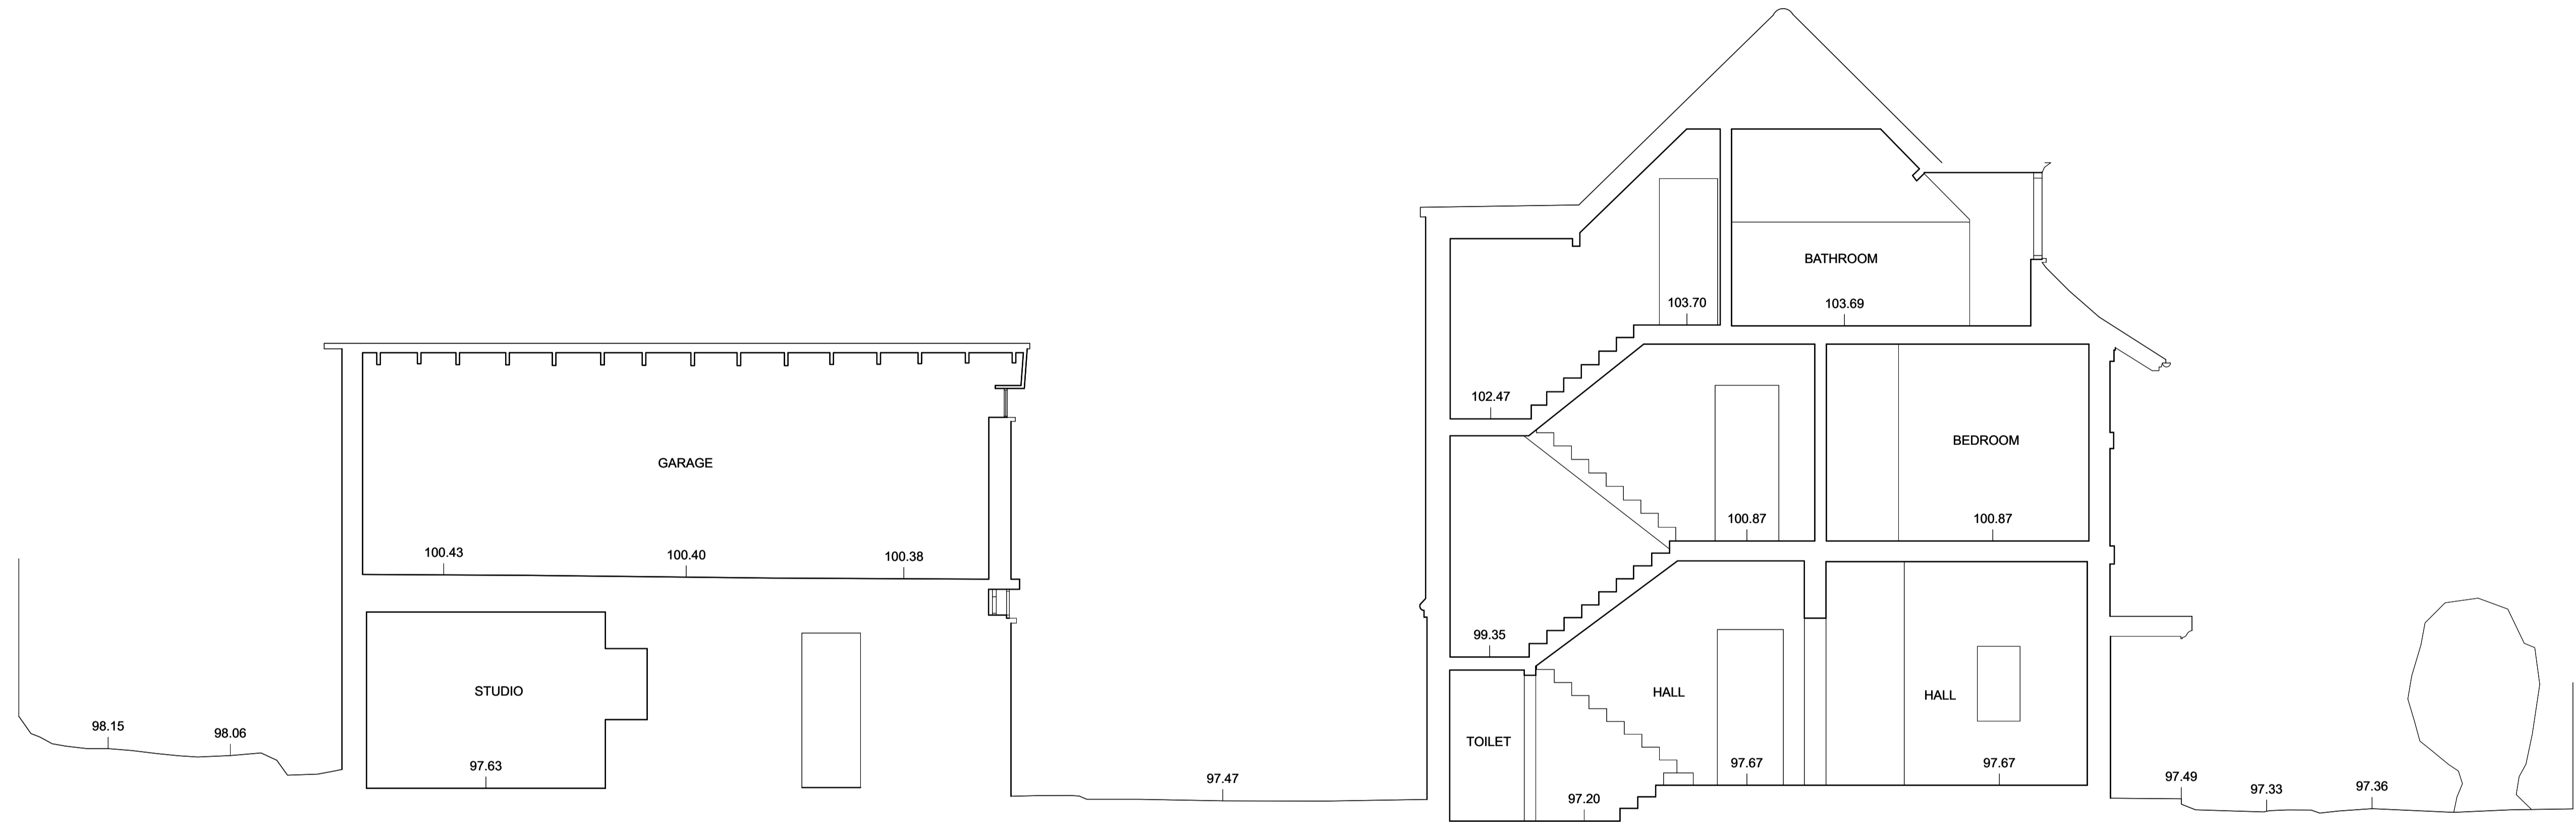 BATHROOM
103.70
103.69
102.47
BEDROOM
GARAGE
100.87
100.87
100.43
100.40
100.38
99.35
STUDIO
HALL
HALL
98.15
98.06
TOILET
97.63
97.47
97.67
97.67
97.20
97.49
97.33
97.36